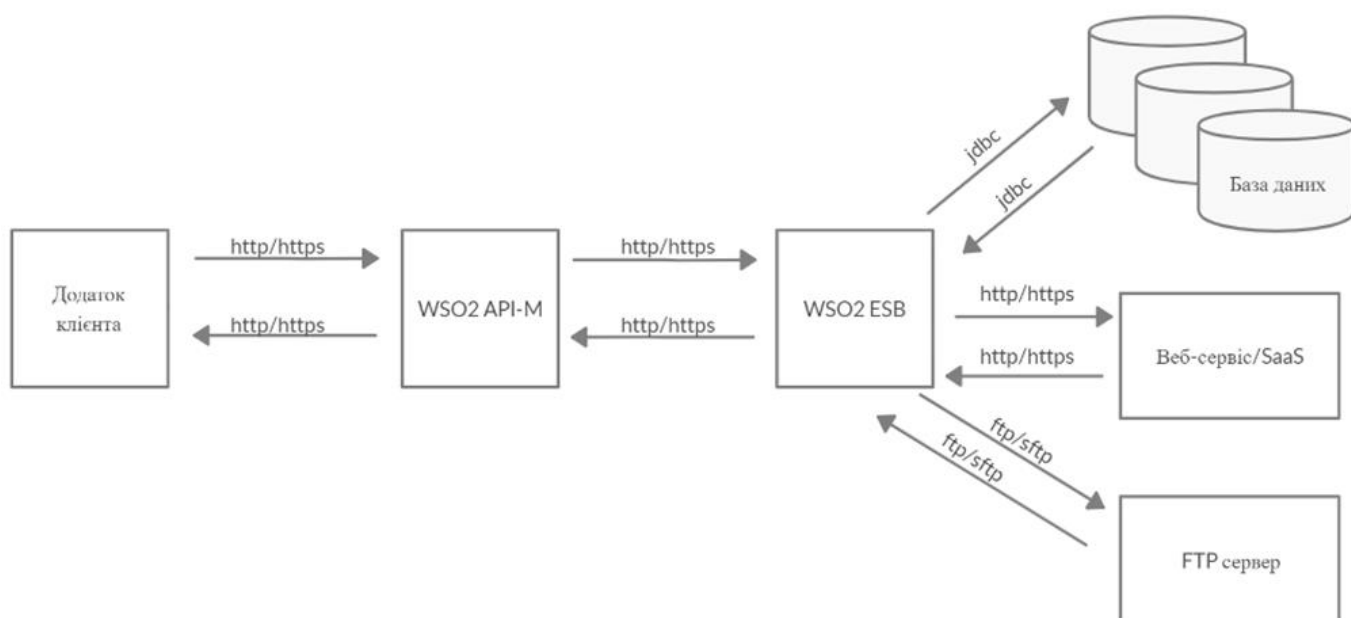 jdbc
jdbc
База даних
http/https
http/https
Додаток
клієнта
WSO2 API-M
WSO2 ESB
http/https
http/https
http/https
Веб-сервіс/SaaS
http/https
ftp/sftp
ftp/sftp
FTP сервер